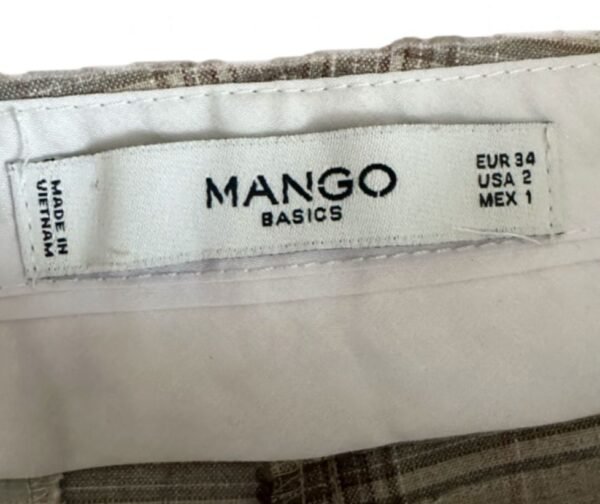 MADE IN
VIETNAM
MANGO
BASICS
EUR 34
USA 2
MEX 1